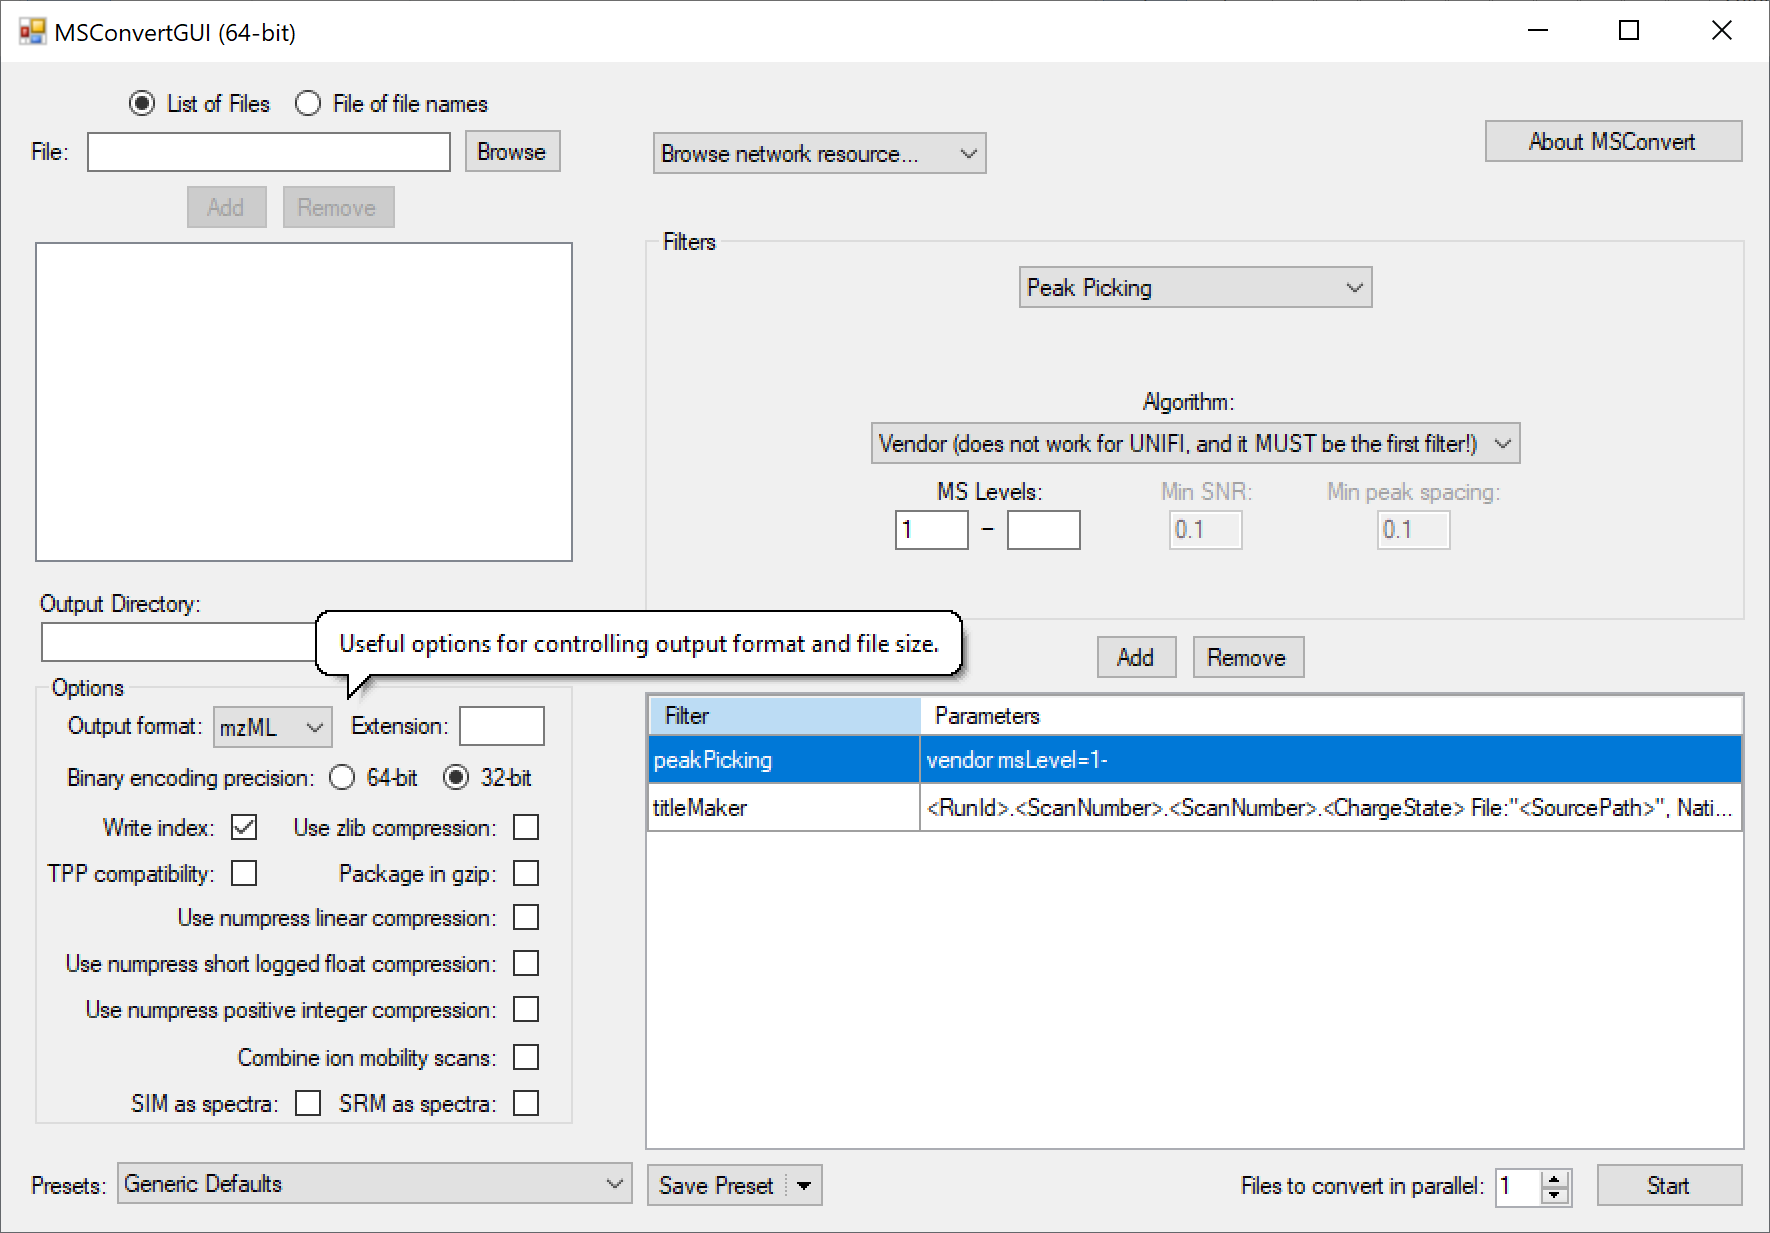 MSConvertGUI (64-bit)
List of Files File of file names
File: Browse Browse network resource... About MSConvert
Add Remove
Filters
Peak Picking
Algorithm:
Vendor (does not work for UNIFI, and it MUST be the first filter!)
MS Levels: Min SNR: Min peak spacing:
1 - 0.1 0.1
Output Directory:
Useful options for controlling output format and file size.
Add Remove
Options
Output format: mzML Extension:
Binary encoding precision: 64-bit 32-bit
Write index: Use zlib compression:
TPP compatibility: Package in gzip:
Use numpress linear compression:
Use numpress short logged float compression:
Use numpress positive integer compression:
Combine ion mobility scans:
SIM as spectra: SRM as spectra:
Filter Parameters
peakPicking vendor msLevel=1-
titleMaker <RunId>.<ScanNumber>.<ScanNumber>.<ChargeState> File:"<SourcePath>", Nati...
Presets: Generic Defaults Save Preset Files to convert in parallel: 1 Start